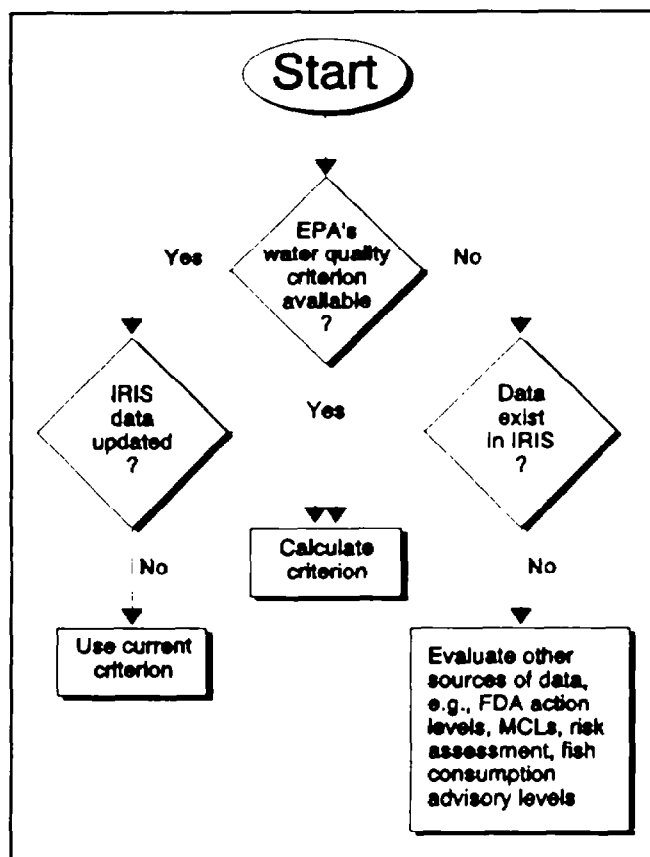 Start
EPA's
water quality
criterion
available
?
Yes
No
IRIS
data
updated
?
Yes
Data
exist
in IRIS
?
No
Calculate
criterion
No
Use current
criterion
Evaluate other
sources of data,
e.g., FDA action
levels, MCLs, risk
assessment, fish
consumption
advisory levels